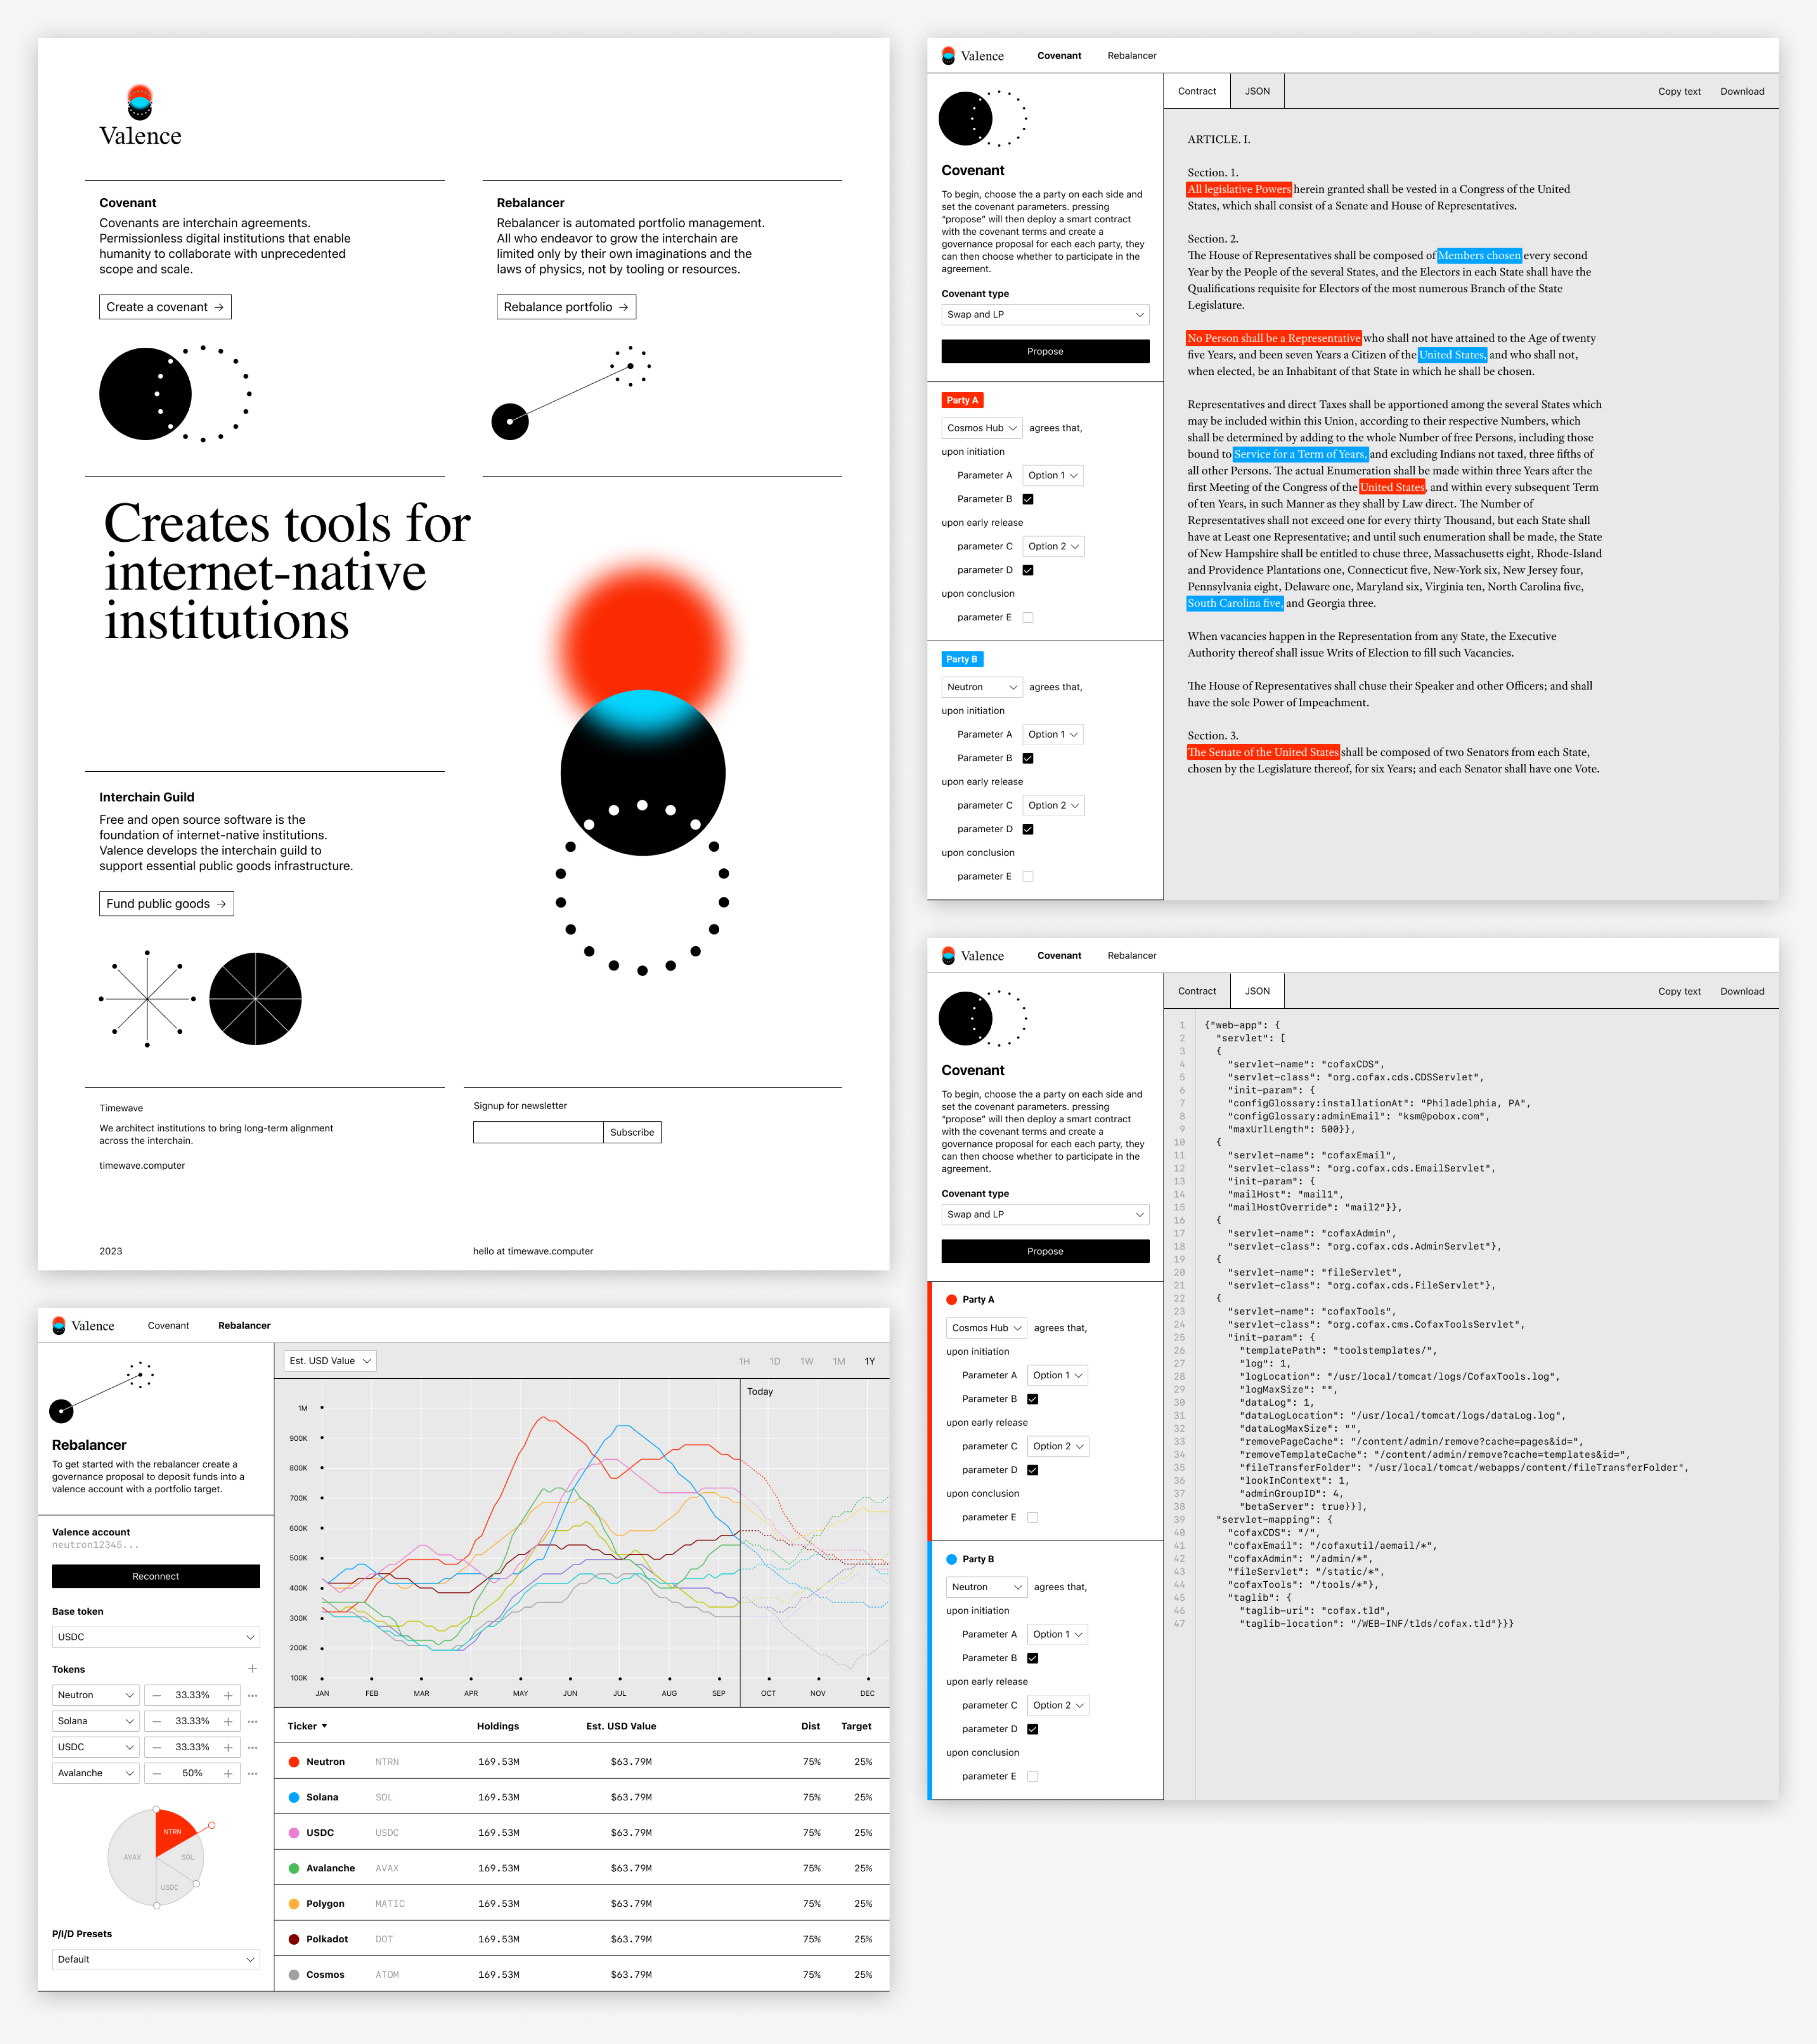 Valence
Covenant
Covenants are interchain agreements.
Permissionless digital institutions that enable
humanity to collaborate with unprecedented
scope and scale.
Create a covenant →
Rebalancer
Rebalancer is automated portfolio management.
All who endeavor to grow the interchain are
limited only by their own imaginations and the
laws of physics, not by tooling or resources.
Rebalance portfolio →
Creates tools for
internet-native
institutions
Interchain Guild
Free and open source software is the
foundation of internet-native institutions.
Valence develops the interchain guild to
support essential public goods infrastructure.
Fund public goods →
Timewave
We architect institutions to bring long-term alignment
across the interchain.
timewave.computer
Signup for newsletter
Subscribe
2023
hello at timewave.computer
Valence Covenant Rebalancer
Covenant
To begin, choose the a party on each side and
set the covenant parameters. pressing
“propose” will then deploy a smart contract
with the covenant terms and create a
governance proposal for each each party, they
can then choose whether to participate in the
agreement.
Covenant type
Swap and LP
Propose
Party A
Cosmos Hub agrees that,
upon initiation
Parameter A Option 1
Parameter B
upon early release
parameter C Option 2
parameter D
upon conclusion
parameter E
Party B
Neutron agrees that,
upon initiation
Parameter A Option 1
Parameter B
upon early release
parameter C Option 2
parameter D
upon conclusion
parameter E
Contract JSON Copy text Download
ARTICLE. I.
Section. 1.
All legislative Powers herein granted shall be vested in a Congress of the United
States, which shall consist of a Senate and House of Representatives.
Section. 2.
The House of Representatives shall be composed of Members chosen every second
Year by the People of the several States, and the Electors in each State shall have the
Qualifications requisite for Electors of the most numerous Branch of the State
Legislature.
No Person shall be a Representative who shall not have attained to the Age of twenty
five Years, and been seven Years a Citizen of the United States, and who shall not,
when elected, be an Inhabitant of that State in which he shall be chosen.
Representatives and direct Taxes shall be apportioned among the several States which
may be included within this Union, according to their respective Numbers, which
shall be determined by adding to the whole Number of free Persons, including those
bound to Service for a Term of Years, and excluding Indians not taxed, three fifths of
all other Persons. The actual Enumeration shall be made within three Years after the
first Meeting of the Congress of the United States, and within every subsequent Term
of ten Years, in such Manner as they shall by Law direct. The Number of
Representatives shall not exceed one for every thirty Thousand, but each State shall
have at Least one Representative; and until such enumeration shall be made, the State
of New Hampshire shall be entitled to chuse three, Massachusetts eight, Rhode-Island
and Providence Plantations one, Connecticut five, New-York six, New Jersey four,
Pennsylvania eight, Delaware one, Maryland six, Virginia ten, North Carolina five,
South Carolina five, and Georgia three.
When vacancies happen in the Representation from any State, the Executive
Authority thereof shall issue Writs of Election to fill such Vacancies.
The House of Representatives shall chuse their Speaker and other Officers; and shall
have the sole Power of Impeachment.
Section. 3.
The Senate of the United States shall be composed of two Senators from each State,
chosen by the Legislature thereof, for six Years; and each Senator shall have one Vote.
Valence Covenant Rebalancer
Covenant
To begin, choose the a party on each side and
set the covenant parameters. pressing
“propose” will then deploy a smart contract
with the covenant terms and create a
governance proposal for each each party, they
can then choose whether to participate in the
agreement.
Covenant type
Swap and LP
Propose
Party A
Cosmos Hub agrees that,
upon initiation
Parameter A Option 1
Parameter B
upon early release
parameter C Option 2
parameter D
upon conclusion
parameter E
Party B
Neutron agrees that,
upon initiation
Parameter A Option 1
Parameter B
upon early release
parameter C Option 2
parameter D
upon conclusion
parameter E
Contract JSON Copy text Download
1 {"web-app": {
2 "servlet": [
3 {
4 "servlet-name": "cofaxCDS",
5 "servlet-class": "org.cofax.cds.CDSServlet",
6 "init-param": {
7 "configGlossary:installationAt": "Philadelphia, PA",
8 "configGlossary:adminEmail": "ksm@pobox.com",
9 "maxUrlLength": 500}},
10 {
11 "servlet-name": "cofaxEmail",
12 "servlet-class": "org.cofax.cds.EmailServlet",
13 "init-param": {
14 "mailHost": "mail1",
15 "mailHostOverride": "mail2"}},
16 {
17 "servlet-name": "cofaxAdmin",
18 "servlet-class": "org.cofax.cds.AdminServlet"},
19 {
20 "servlet-name": "fileServlet",
21 "servlet-class": "org.cofax.cds.FileServlet"},
22 {
23 "servlet-name": "cofaxTools",
24 "servlet-class": "org.cofax.cms.CofaxToolsServlet",
25 "init-param": {
26 "templatePath": "toolstemplates/",
27 "log": 1,
28 "logLocation": "/usr/local/tomcat/logs/CofaxTools.log",
29 "logMaxSize": "",
30 "dataLog": 1,
31 "dataLogLocation": "/usr/local/tomcat/logs/dataLog.log",
32 "dataLogMaxSize": "",
33 "removePageCache": "/content/admin/remove?cache=pages&id=",
34 "removeTemplateCache": "/content/admin/remove?cache=templates&id=",
35 "fileTransferFolder": "/usr/local/tomcat/webapps/content/fileTransferFolder",
36 "lookInContext": 1,
37 "adminGroupID": 4,
38 "betaServer": true}}],
39 "servlet-mapping": {
40 "cofaxCDS": "/",
41 "cofaxEmail": "/cofaxutil/aemail/*",
42 "cofaxAdmin": "/admin/*",
43 "fileServlet": "/static/*",
44 "cofaxTools": "/tools/*"},
45 "taglib": {
46 "taglib-uri": "cofax.tld",
47 "taglib-location": "/WEB-INF/tlds/cofax.tld"}}}
Valence Covenant Rebalancer
Rebalancer
To get started with the rebalancer create a
governance proposal to deposit funds into a
valence account with a portfolio target.
Valence account
neutron12345...
Reconnect
Base token
USDC
Tokens +
Neutron — 33.33% + •••
Solana — 33.33% + •••
USDC — 33.33% + •••
Avalanche — 50% + •••
NTRN
AVAX SOL
USDC
P/I/D Presets
Default
Est. USD Value 1H 1D 1W 1M 1Y
Today
1M
900K
800K
700K
600K
500K
400K
300K
200K
100K
JAN FEB MAR APR MAY JUN JUL AUG SEP OCT NOV DEC
Ticker Holdings Est. USD Value Dist Target
Neutron NTRN 169.53M $63.79M 75% 25%
Solana SOL 169.53M $63.79M 75% 25%
USDC USDC 169.53M $63.79M 75% 25%
Avalanche AVAX 169.53M $63.79M 75% 25%
Polygon MATIC 169.53M $63.79M 75% 25%
Polkadot DOT 169.53M $63.79M 75% 25%
Cosmos ATOM 169.53M $63.79M 75% 25%